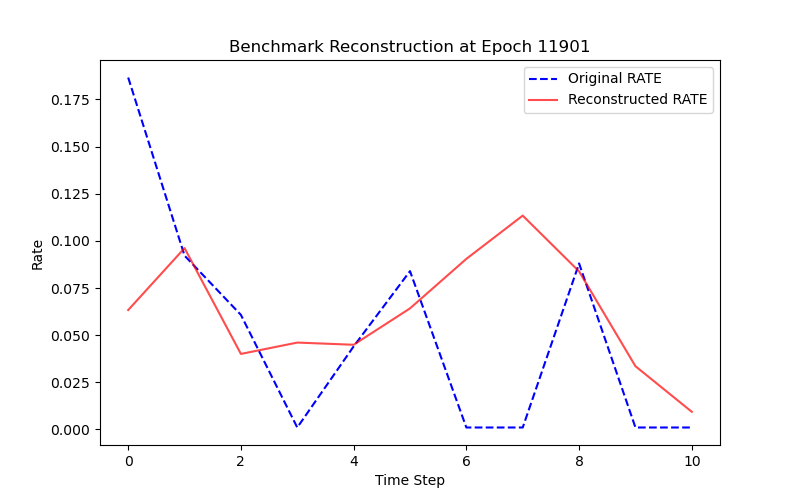 Benchmark Reconstruction at Epoch 11901
Original RATE
Reconstructed RATE
Rate
0.175
0.150
0.125
0.100
0.075
0.050
0.025
0.000
0 2 4 6 8 10
Time Step